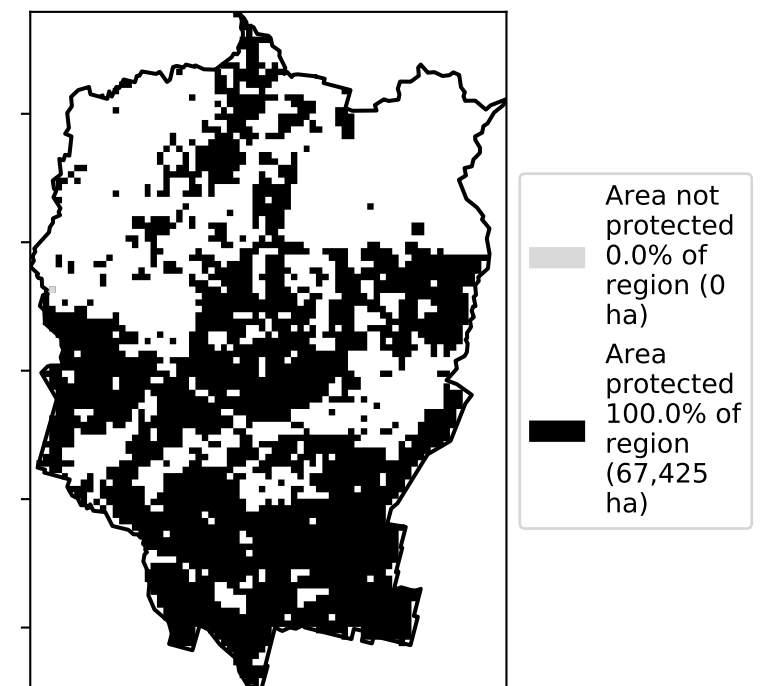 Area not
protected
0.0% of
region (0
ha)
Area
protected
100.0% of
region
(67,425
ha)